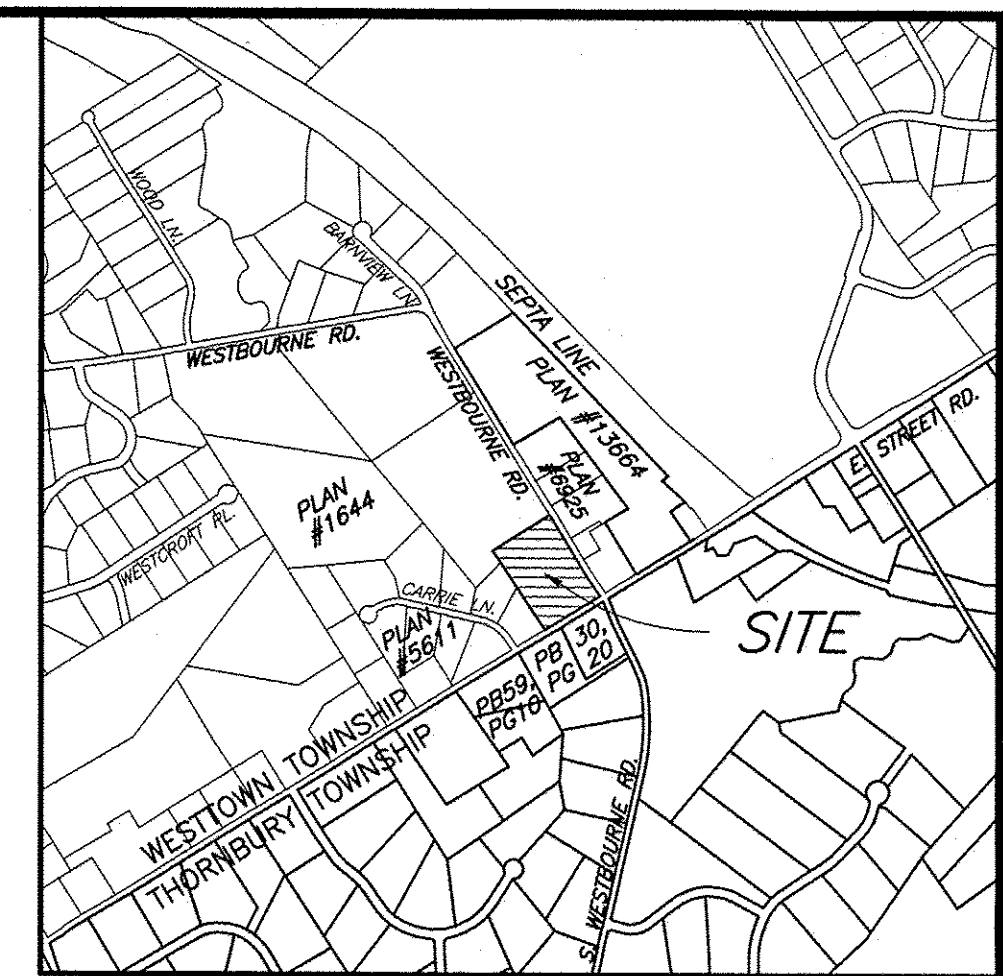 WOOD LN.
BARNVIEW LN.
SEPTA LINE
WESTBOURNE RD.
WESTBOURNE RD.
PLAN #13664
PLAN
#6925
E. STREET RD.
PLAN
#1644
WESTCROFT PL.
CARRIE LN.
PLAN
#5611
SITE
PB 30,
PG 20
PB59,
PG10
WESTTOWN TOWNSHIP
THORNBURY TOWNSHIP
S. WESTBOURNE RD.